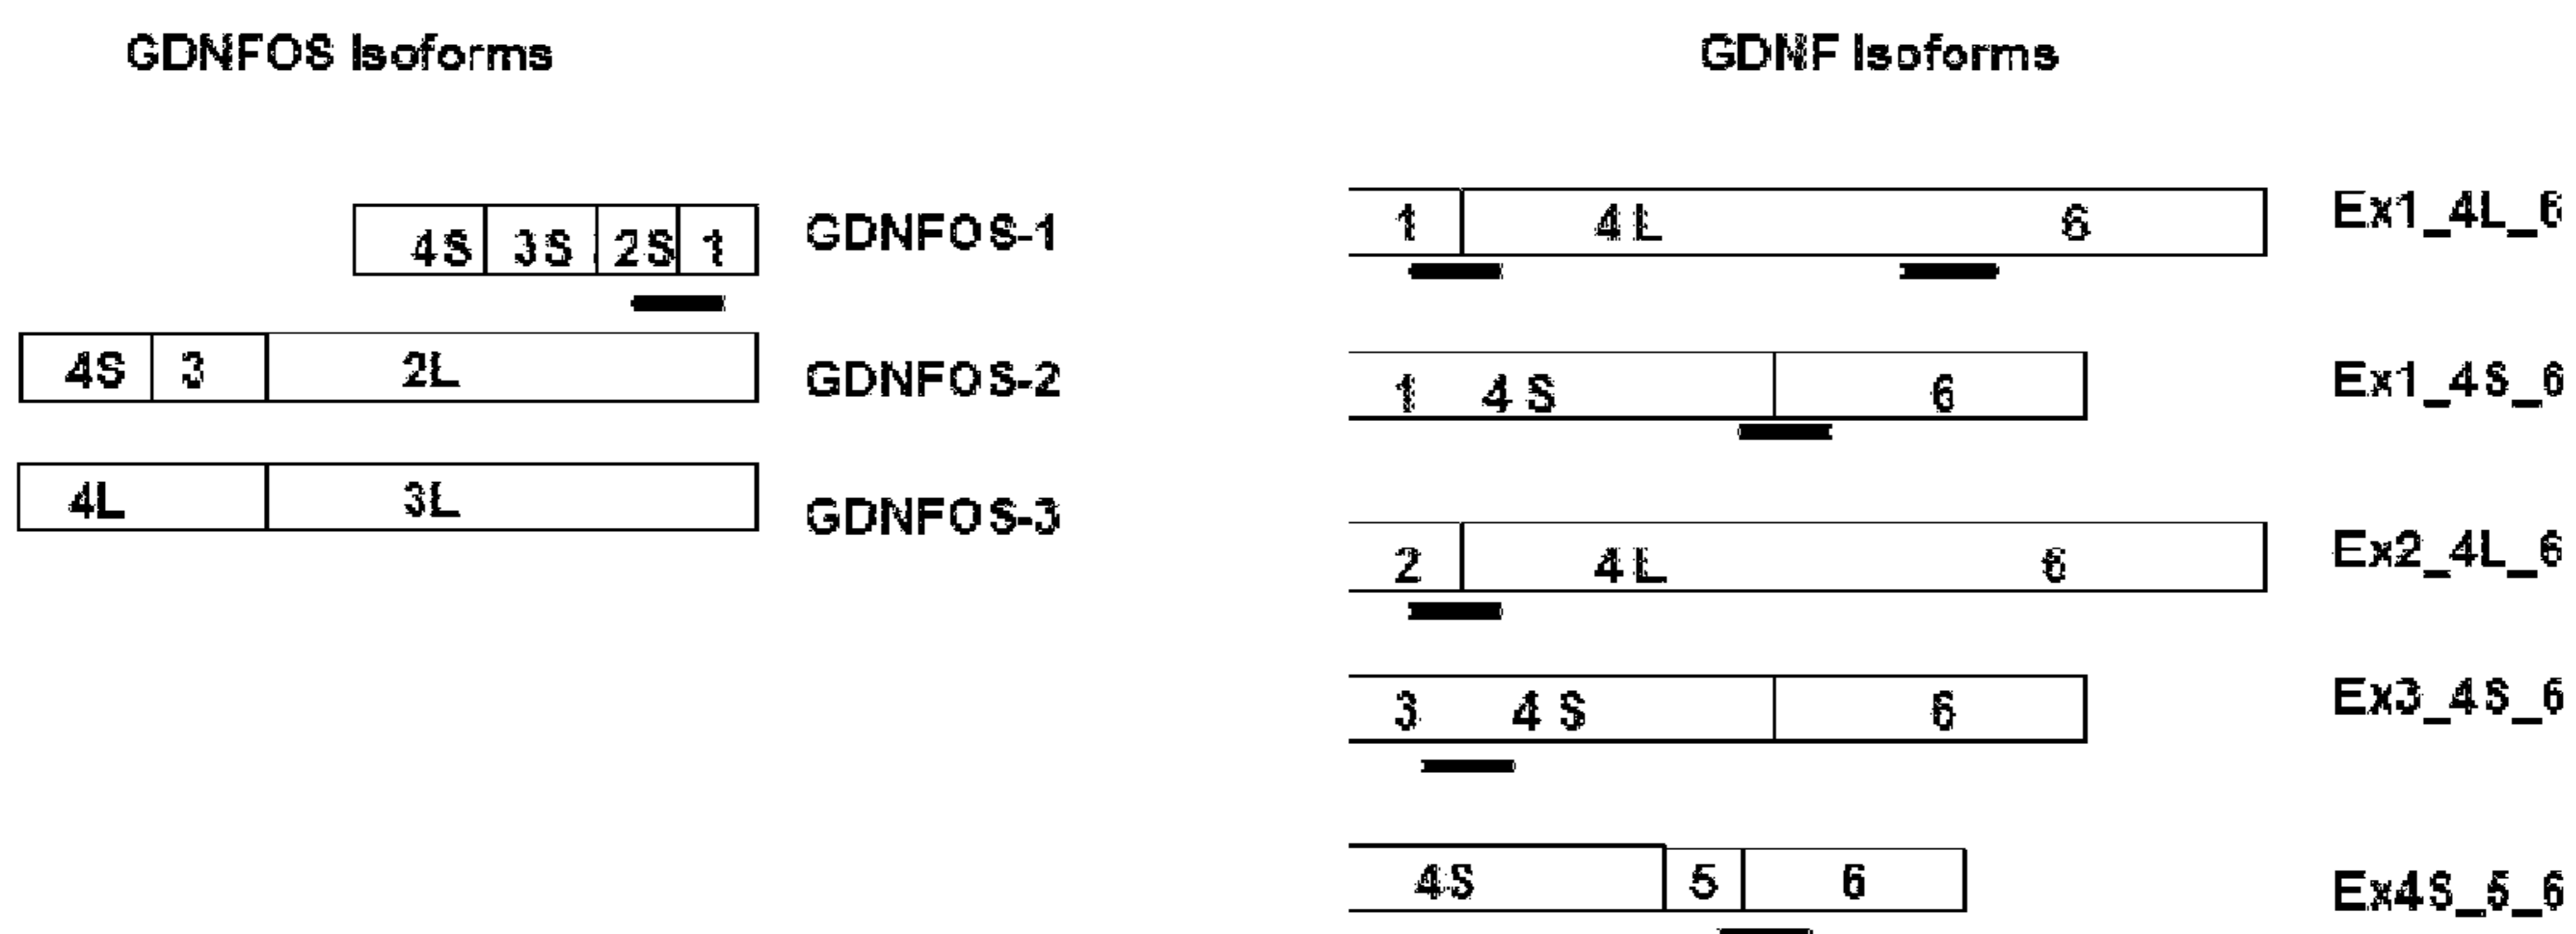 GDNFOS Isoforms
4S 3S 2S 1 GDNFOS-1
4S 3 2L GDNFOS-2
4L 3L GDNFOS-3
GDNF Isoforms
1 4L 6 Ex1_4L_6
1 4S 6 Ex1_4S_6
2 4L 6 Ex2_4L_6
3 4S 6 Ex3_4S_6
4S 5 6 Ex4S_5_6